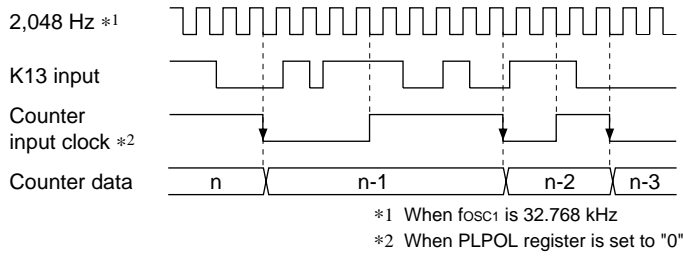 2,048 Hz *1
K13 input
Counter
input clock *2
Counter data n n-1 n-2 n-3
*1 When fOSC1 is 32.768 kHz
*2 When PLPOL register is set to "0"